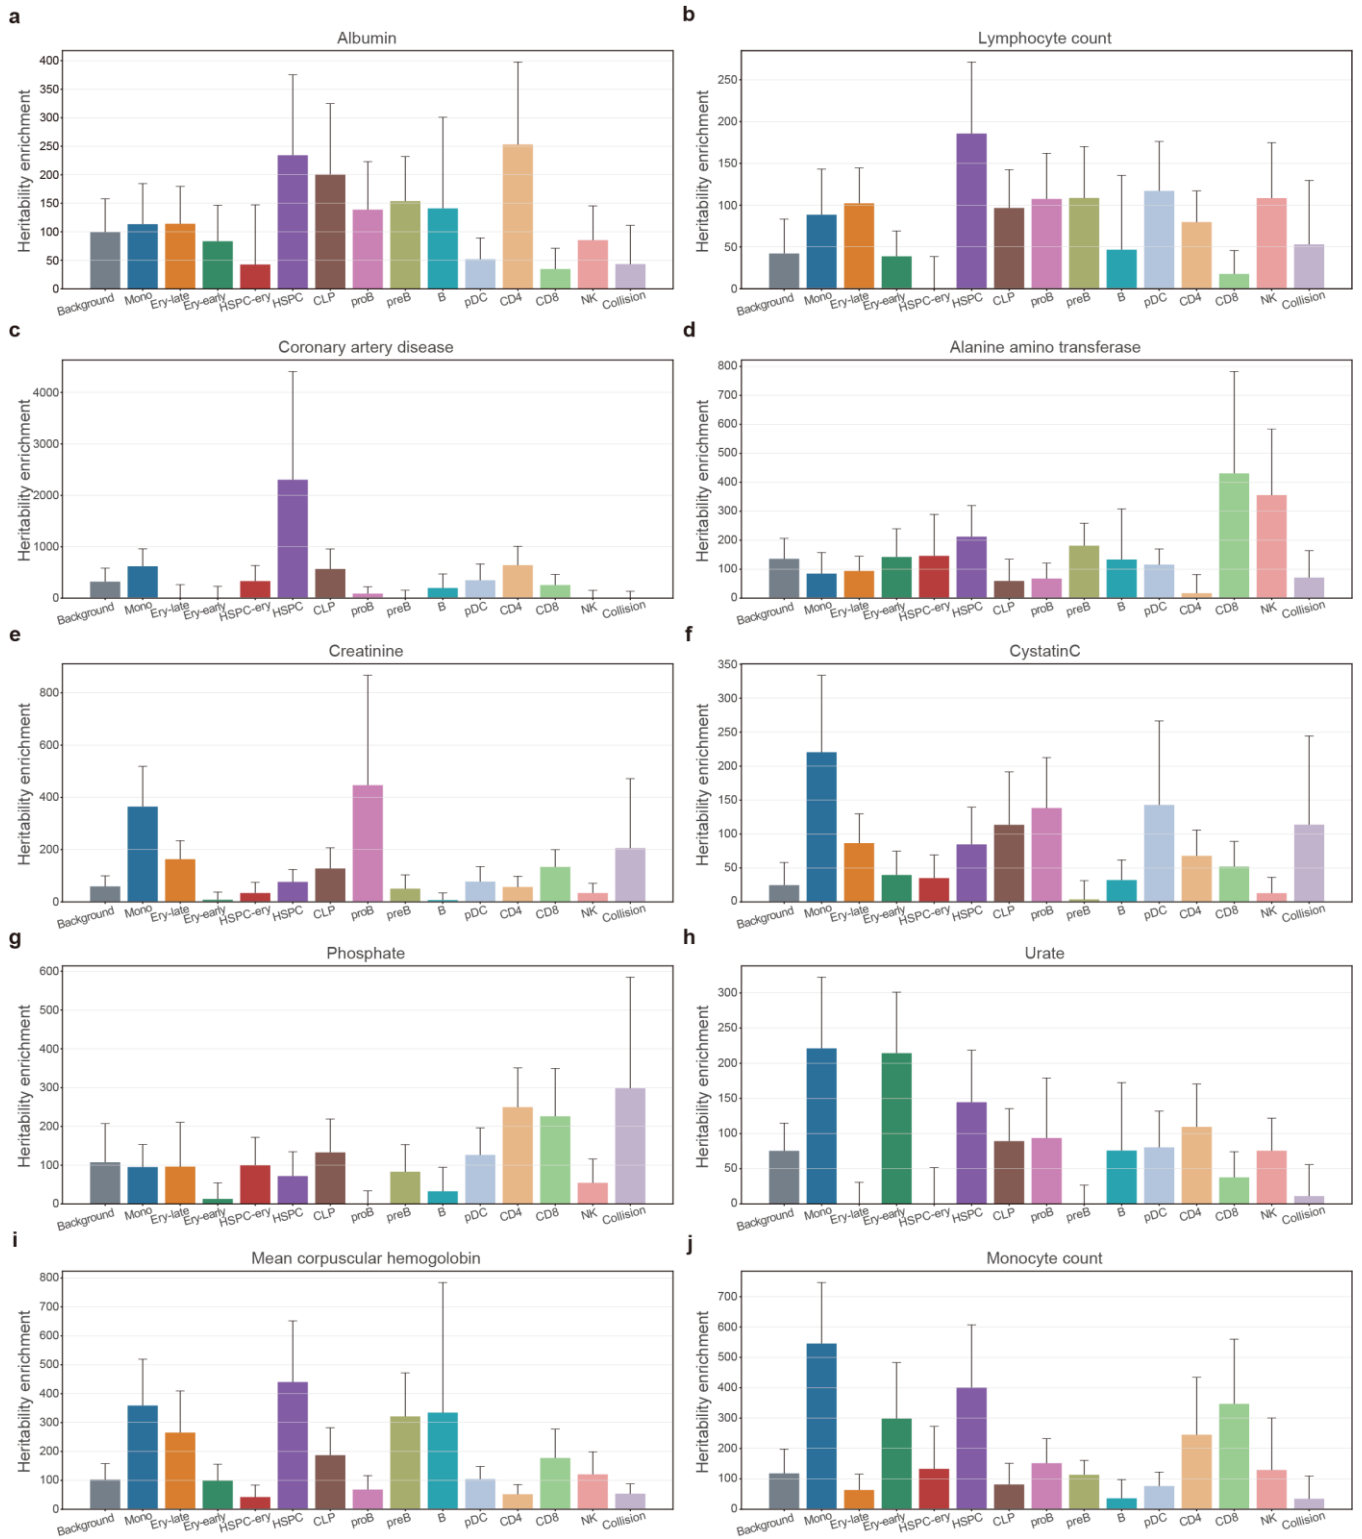 a
Albumin
Heritability enrichment
400
350
300
250
200
150
100
50
0
Background Mono Ery-late Ery-early HSPC-ery HSPC CLP proB preB B pDC CD4 CD8 NK Collision
b
Lymphocyte count
Heritability enrichment
250
200
150
100
50
0
Background Mono Ery-late Ery-early HSPC-ery HSPC CLP proB preB B pDC CD4 CD8 NK Collision
c
Coronary artery disease
Heritability enrichment
4000
3000
2000
1000
0
Background Mono Ery-late Ery-early HSPC-ery HSPC CLP proB preB B pDC CD4 CD8 NK Collision
d
Alanine amino transferase
Heritability enrichment
800
700
600
500
400
300
200
100
0
Background Mono Ery-late Ery-early HSPC-ery HSPC CLP proB preB B pDC CD4 CD8 NK Collision
e
Creatinine
Heritability enrichment
800
600
400
200
0
Background Mono Ery-late Ery-early HSPC-ery HSPC CLP proB preB B pDC CD4 CD8 NK Collision
f
CystatinC
Heritability enrichment
350
300
250
200
150
100
50
0
Background Mono Ery-late Ery-early HSPC-ery HSPC CLP proB preB B pDC CD4 CD8 NK Collision
g
Phosphate
Heritability enrichment
600
500
400
300
200
100
0
Background Mono Ery-late Ery-early HSPC-ery HSPC CLP proB preB B pDC CD4 CD8 NK Collision
h
Urate
Heritability enrichment
300
250
200
150
100
50
0
Background Mono Ery-late Ery-early HSPC-ery HSPC CLP proB preB B pDC CD4 CD8 NK Collision
i
Mean corpuscular hemogolobin
Heritability enrichment
800
700
600
500
400
300
200
100
0
Background Mono Ery-late Ery-early HSPC-ery HSPC CLP proB preB B pDC CD4 CD8 NK Collision
j
Monocyte count
Heritability enrichment
700
600
500
400
300
200
100
0
Background Mono Ery-late Ery-early HSPC-ery HSPC CLP proB preB B pDC CD4 CD8 NK Collision